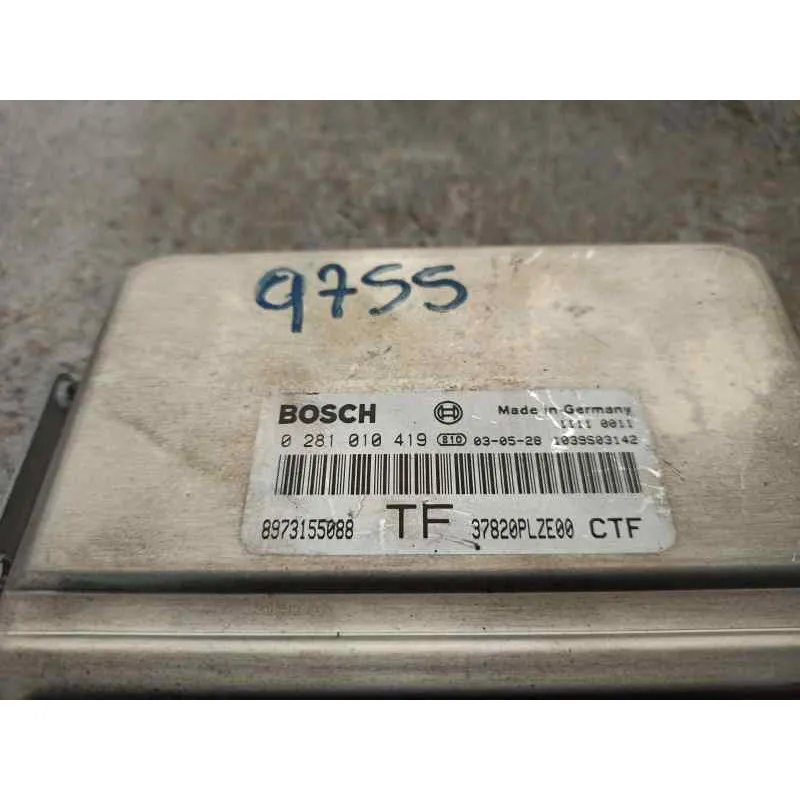 9755
BOSCH Made in Germany
1111 0011
0 281 010 419 810 03-05-28 1039S03142
8973155088 TF 37820PLZE00 CTF